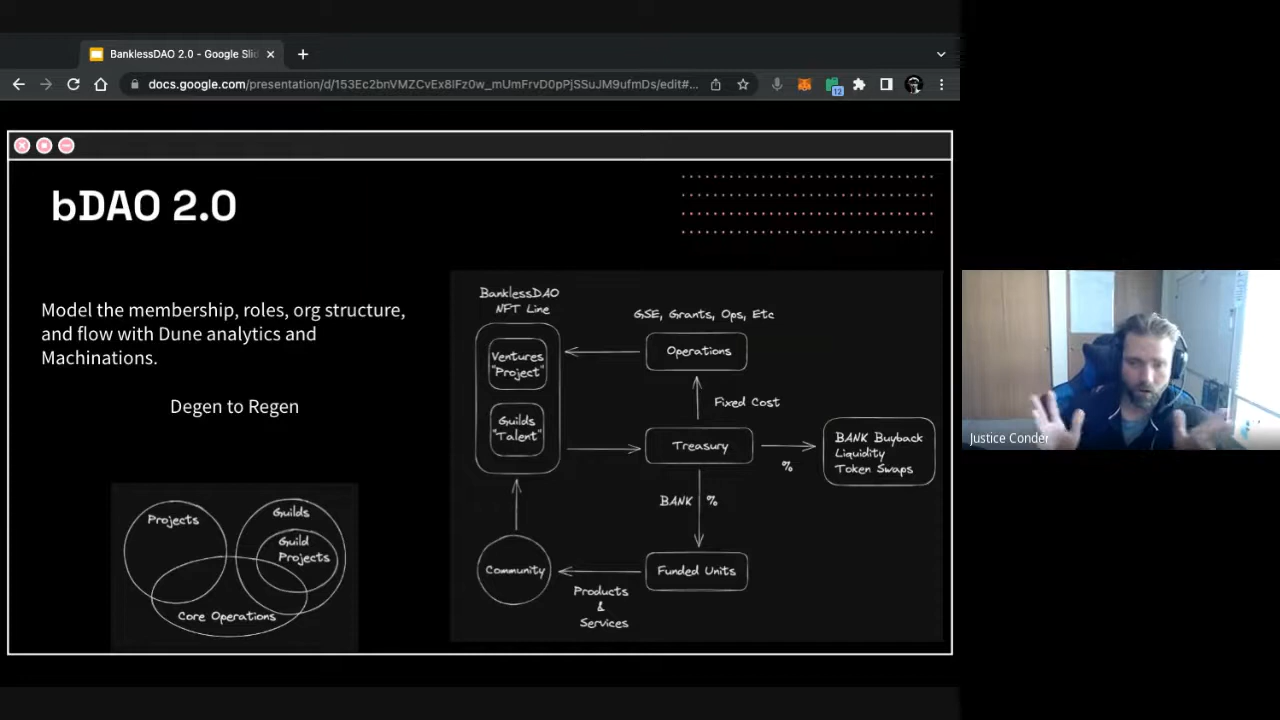 BanklessDAO 2.0 - Google Slid
docs.google.com/presentation/d/153Ec2bnVMZCvEx8IFz0w_mUmFrvD0pPjSSuJM9ufmDs/edit#...
12
bDAO 2.0
Model the membership, roles, org structure,
and flow with Dune analytics and
Machinations.
Degen to Regen
Projects
Guilds
Guild
Projects
Core Operations
BanklessDAO
NFT Line
Ventures
"Project"
Guilds
"Talent"
GSE, Grants, Ops, Etc
Operations
Fixed Cost
Treasury
%
BANK Buyback
Liquidity
Token Swaps
BANK %
Community
Funded Units
Products
&
Services
Justice Conder